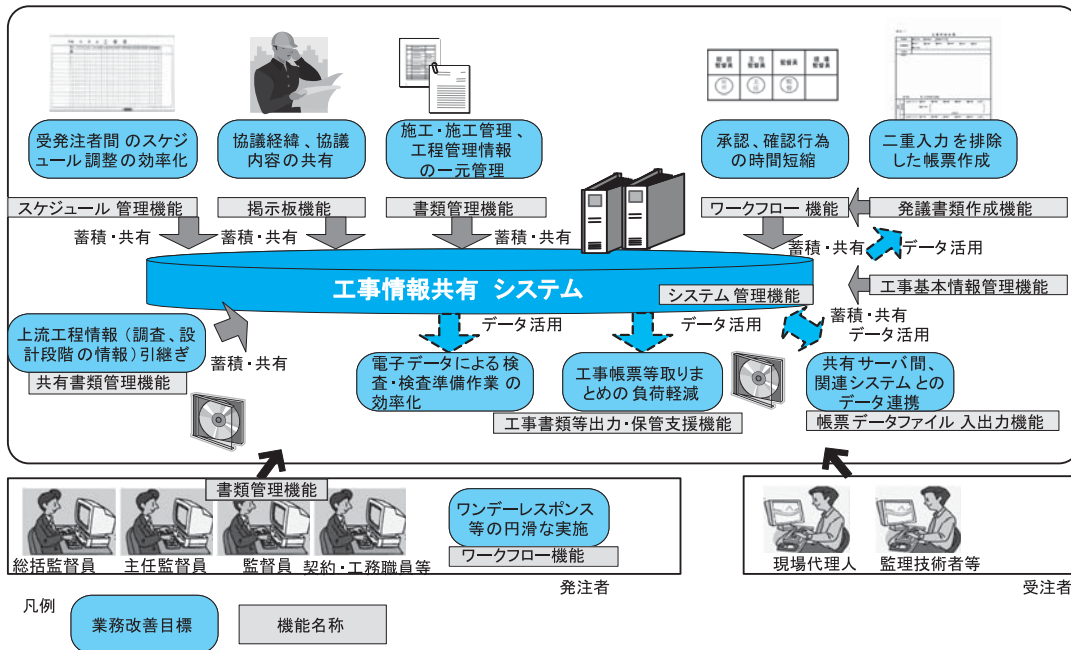 総括監督員
主任監督員
監督員
現場監督員
受発注者間のスケジ
ュール調整の効率化
協議経緯、協議
内容の共有
施工・施工管理、
工程管理情報
の一元管理
承認、確認行為
の時間短縮
二重入力を排除
した帳票作成
スケジュール管理機能
掲示板機能
書類管理機能
ワークフロー機能
発議書類作成機能
蓄積・共有
蓄積・共有
蓄積・共有
蓄積・共有
データ活用
工事情報共有システム
システム管理機能
工事基本情報管理機能
蓄積・共有
データ活用
上流工程情報(調査、設
計段階の情報)引継ぎ
共有書類管理機能
蓄積・共有
データ活用
データ活用
電子データによる検
査・検査準備作業の
効率化
工事帳票等取りま
とめの負荷軽減
共有サーバ間、
関連システムとの
データ連携
工事書類等出力・保管支援機能
帳票データファイル入出力機能
書類管理機能
ワンデーレスポンス
等の円滑な実施
ワークフロー機能
総括監督員
主任監督員
監督員
契約・工務職員等
発注者
現場代理人
監理技術者等
受注者
凡例
業務改善目標
機能名称